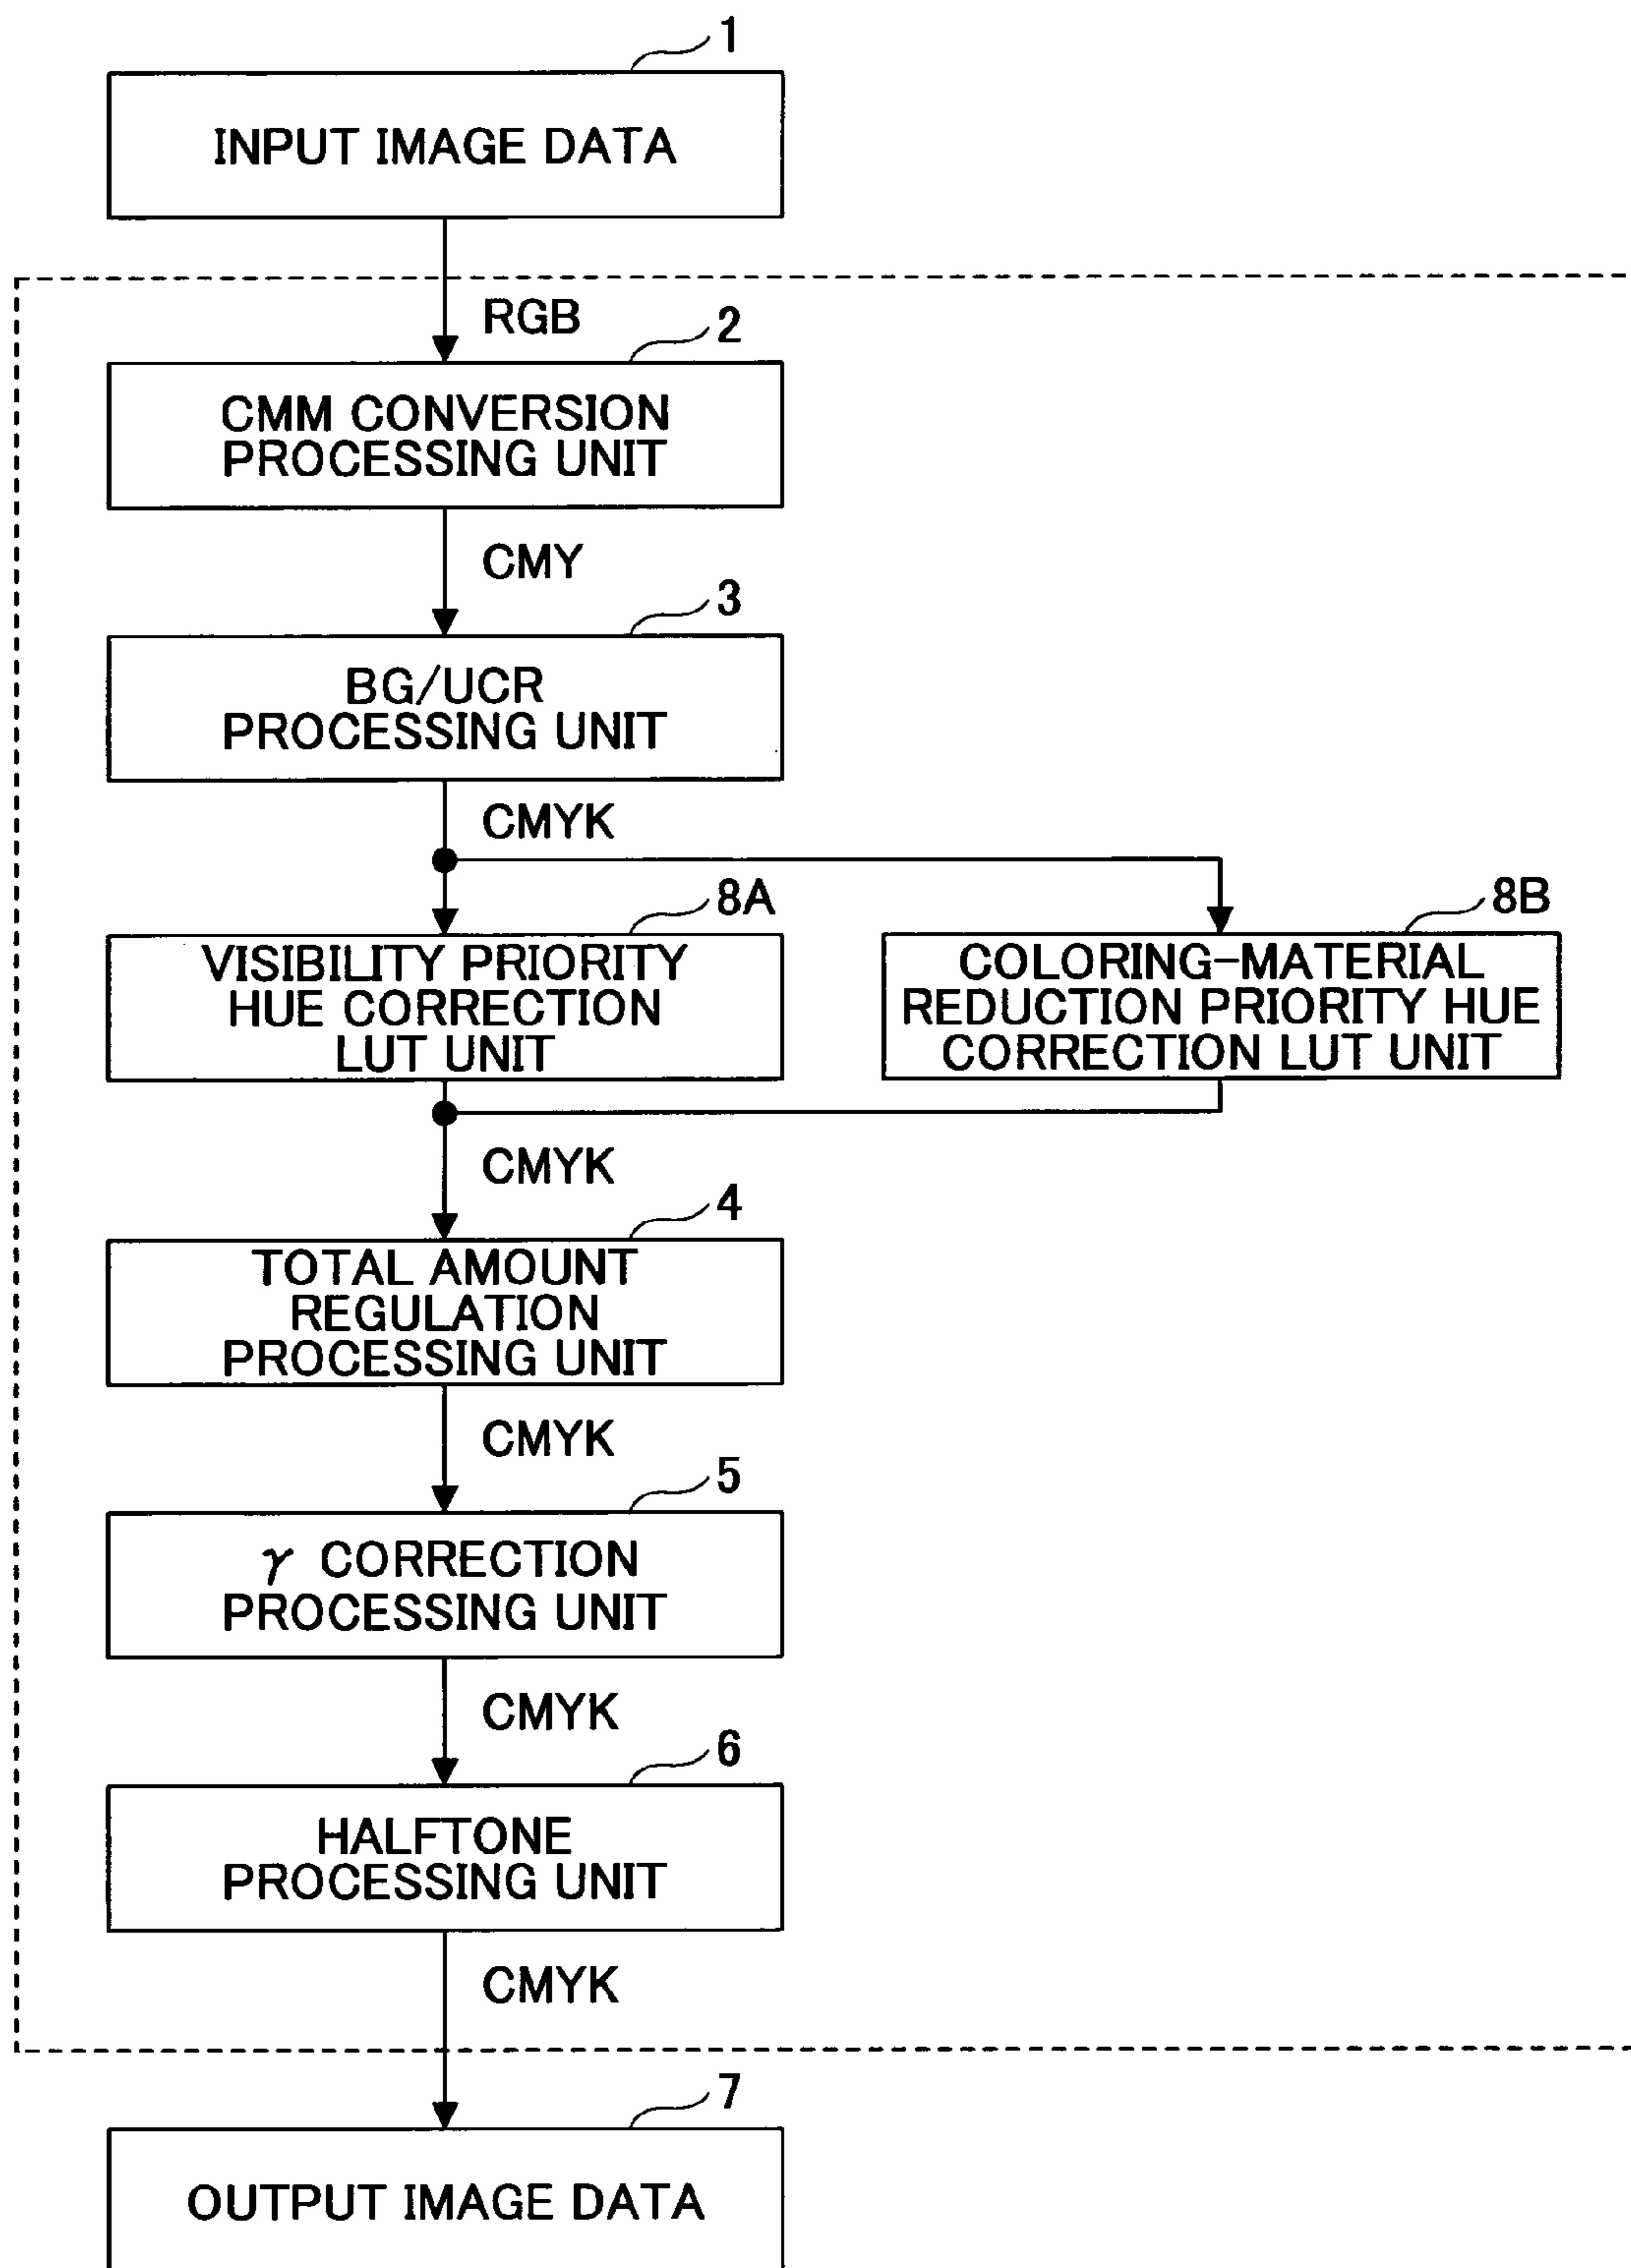 1
INPUT IMAGE DATA
RGB
2
CMM CONVERSION
PROCESSING UNIT
CMY
3
BG/UCR
PROCESSING UNIT
CMYK
8A
VISIBILITY PRIORITY
HUE CORRECTION
LUT UNIT
8B
COLORING-MATERIAL
REDUCTION PRIORITY HUE
CORRECTION LUT UNIT
CMYK
4
TOTAL AMOUNT
REGULATION
PROCESSING UNIT
CMYK
5
γ CORRECTION
PROCESSING UNIT
CMYK
6
HALFTONE
PROCESSING UNIT
CMYK
7
OUTPUT IMAGE DATA